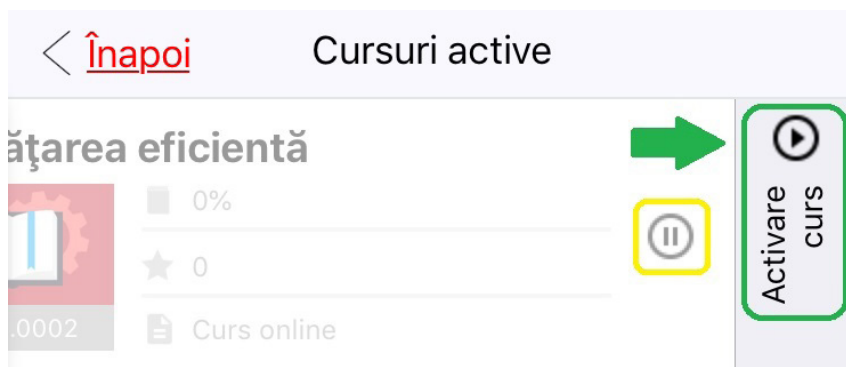 Înapoi
Cursuri active
ăţarea eficientă
0%
0
.0002
Curs online
Activare
curs